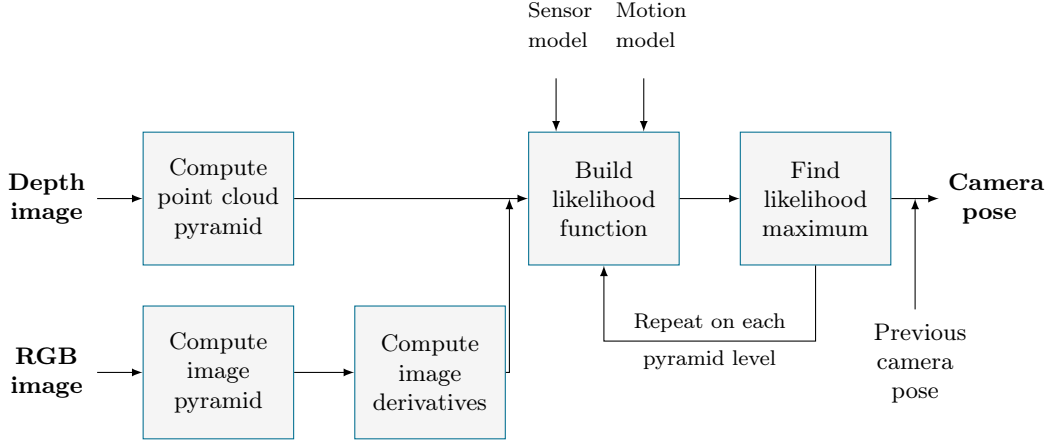 Sensor
model
Motion
model
Depth
image
Compute
point cloud
pyramid
Build
likelihood
function
Find
likelihood
maximum
Camera
pose
Repeat on each
pyramid level
Previous
camera
pose
RGB
image
Compute
image
pyramid
Compute
image
derivatives